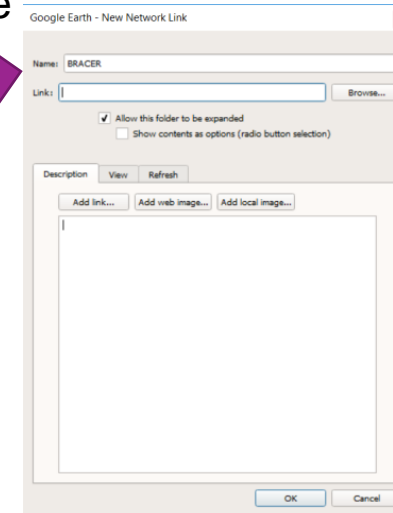 e
Google Earth - New Network Link
Name: BRACER
Link: Browse...
Allow this folder to be expanded
Show contents as options (radio button selection)
Description View Refresh
Add link... Add web image... Add local image...
OK Cancel